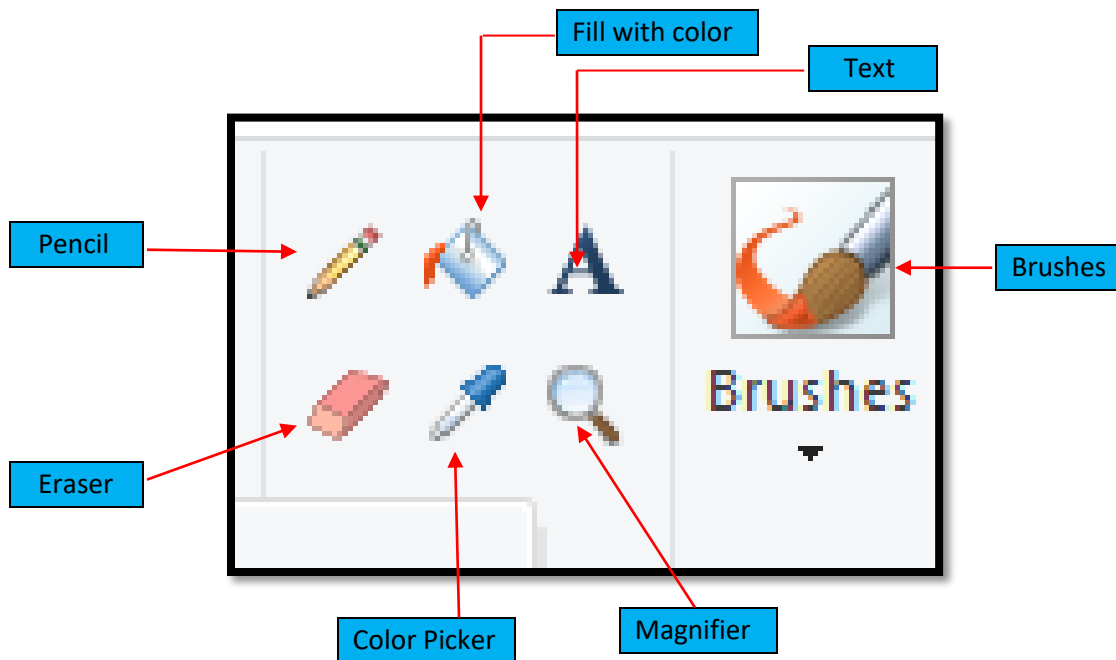 Fill with color
Text
Pencil
Brushes
Brushes
Eraser
Color Picker
Magnifier